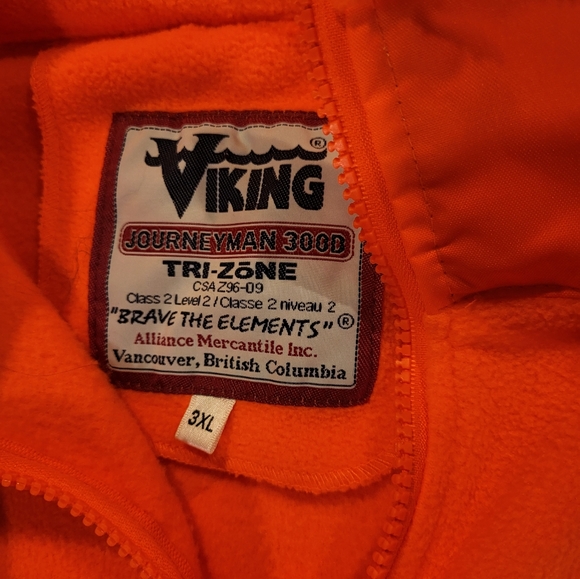 VIKING ®
JOURNEYMAN 300D
TRI-ZōNE
CSA Z96-09
Class 2 Level 2 / Classe 2 niveau 2
"BRAVE THE ELEMENTS" ®
Alliance Mercantile Inc.
Vancouver, British Columbia
3XL